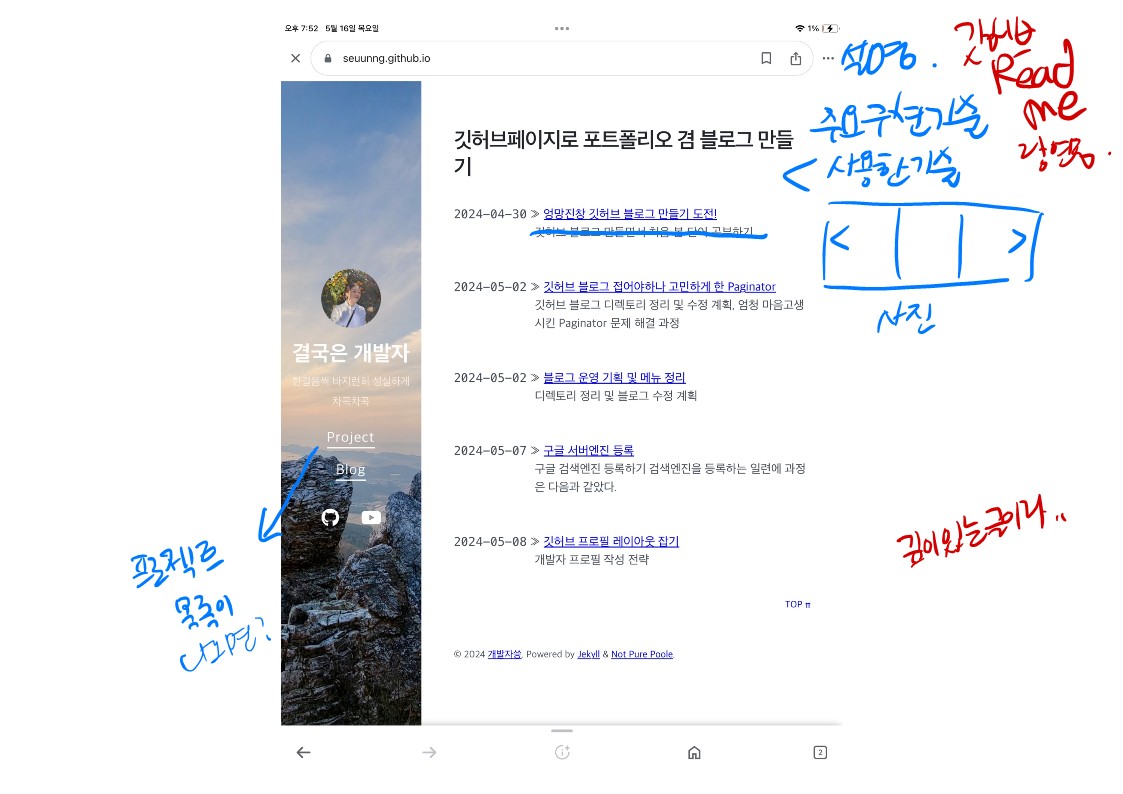 오후 7:52 5월 16일 목요일
1%
seuunng.github.io
깃허브페이지로 포트폴리오 겸 블로그 만들
기
2024-04-30 » 엉망진창 깃허브 블로그 만들기 도전!
깃허브 블로그 만들면서 처음 본 단어 공부하기
2024-05-02 » 깃허브 블로그 접어야하나 고민하게 한 Paginator
깃허브 블로그 디렉토리 정리 및 수정 계획, 엄청 마음고생
시킨 Paginator 문제 해결 과정
2024-05-02 » 블로그 운영 기획 및 메뉴 정리
디렉토리 정리 및 블로그 수정 계획
2024-05-07 » 구글 서버엔진 등록
구글 검색엔진 등록하기 검색엔진을 등록하는 일련에 과정
은 다음과 같았다.
2024-05-08 » 깃허브 프로필 레이아웃 잡기
개발자 프로필 작성 전략
TOP
© 2024 개발자승. Powered by Jekyll & Not Pure Poole.
결국은 개발자
한걸음씩 바지런히 성실하게
차곡차곡
Project
Blog
2
설명.
깃허브
Read
me
주요구현기술
< 사용한기술
< >
사진
프로젝트
목록이
나오면?
깊이있는글이라..